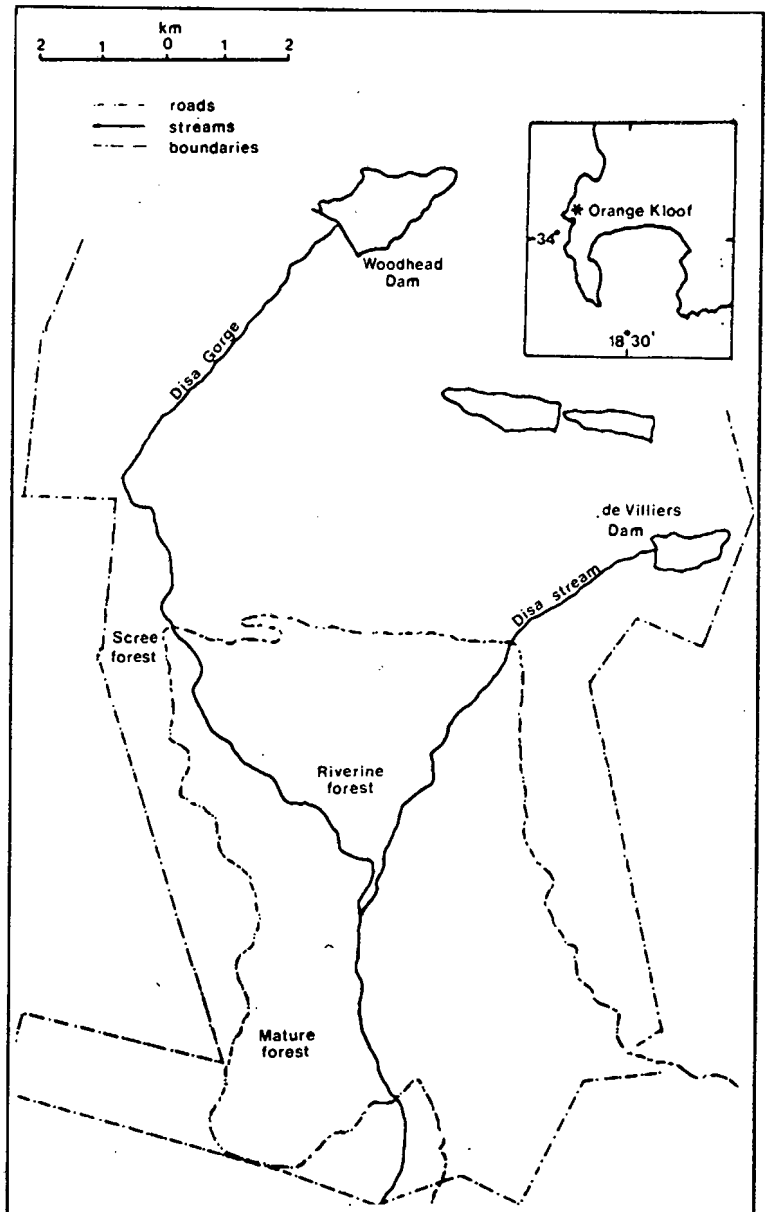 km
2 1 0 1 2
roads
streams
boundaries
Orange Kloof
34°
18°30'
Woodhead
Dam
Disa Gorge
de Villiers
Dam
Disa stream
Scree
forest
Riverine
forest
Mature
forest